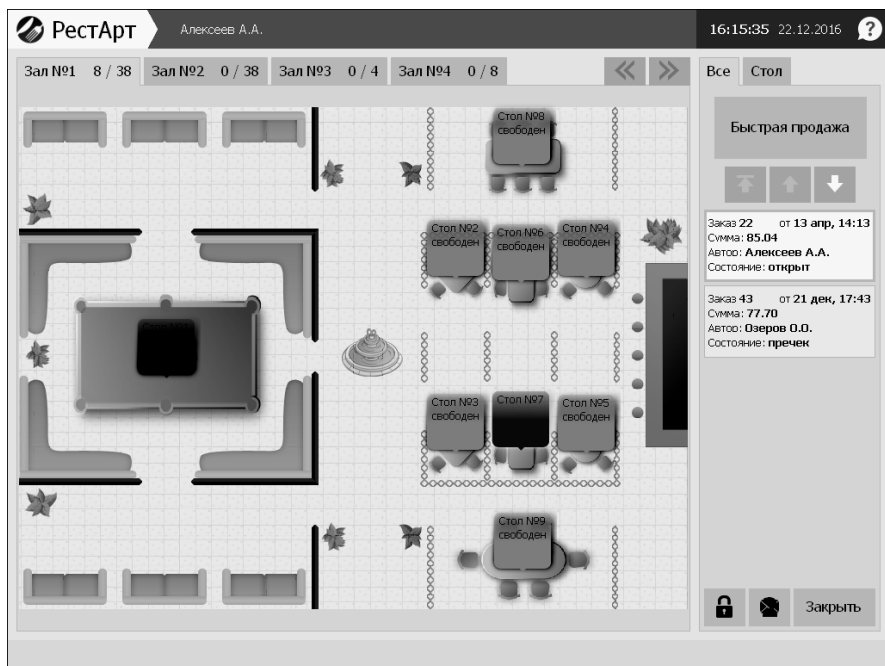 РестАрт
Алексеев А.А.
16:15:35 22.12.2016
?
Зал №1 8 / 38
Зал №2 0 / 38
Зал №3 0 / 4
Зал №4 0 / 8
Все
Стол
Быстрая продажа
Стол №8
свободен
Стол №2
свободен
Стол №6
свободен
Стол №4
свободен
Стол №3
свободен
Стол №7
Стол №5
свободен
Стол №9
свободен
Заказ 22 от 13 апр, 14:13
Сумма: 85.04
Автор: Алексеев А.А.
Состояние: открыт
Заказ 43 от 21 дек, 17:43
Сумма: 77.70
Автор: Озеров О.О.
Состояние: пречек
Закрыть